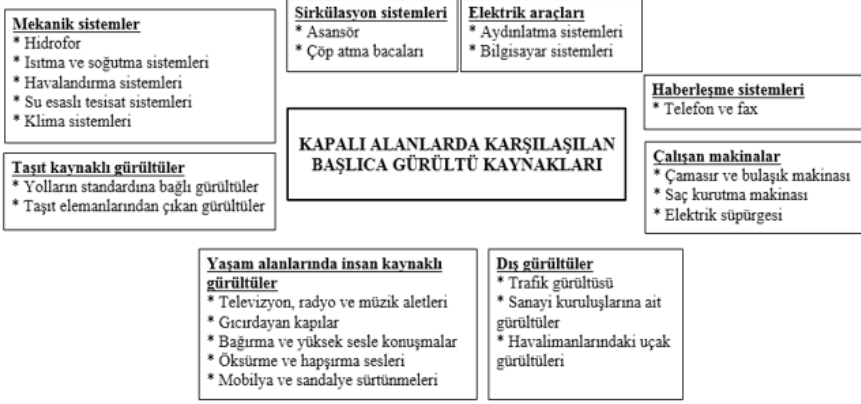 Mekanik sistemler
* Hidrofor
* Isıtma ve soğutma sistemleri
* Havalandırma sistemleri
* Su esaslı tesisat sistemleri
* Klima sistemleri
Sirkülasyon sistemleri
* Asansör
* Çöp atma bacaları
Elektrik araçları
* Aydınlatma sistemleri
* Bilgisayar sistemleri
Haberleşme sistemleri
* Telefon ve fax
KAPALI ALANLARDA KARŞILAŞILAN
BAŞLICA GÜRÜLTÜ KAYNAKLARI
Taşıt kaynaklı gürültüler
* Yolların standardına bağlı gürültüler
* Taşıt elemanlarından çıkan gürültüler
Çalışan makinalar
* Çamasır ve bulaşık makinası
* Saç kurutma makinası
* Elektrik süpürgesi
Yaşam alanlarında insan kaynaklı
gürültüler
* Televizyon, radyo ve müzik aletleri
* Gıcırdayan kapılar
* Bağırma ve yüksek sesle konuşmalar
* Öksürme ve hapşırma sesleri
* Mobilya ve sandalye sürtünmeleri
Dış gürültüler
* Trafik gürültüsü
* Sanayi kuruluşlarına ait
gürültüler
* Havalimanlarındaki uçak
gürültüleri